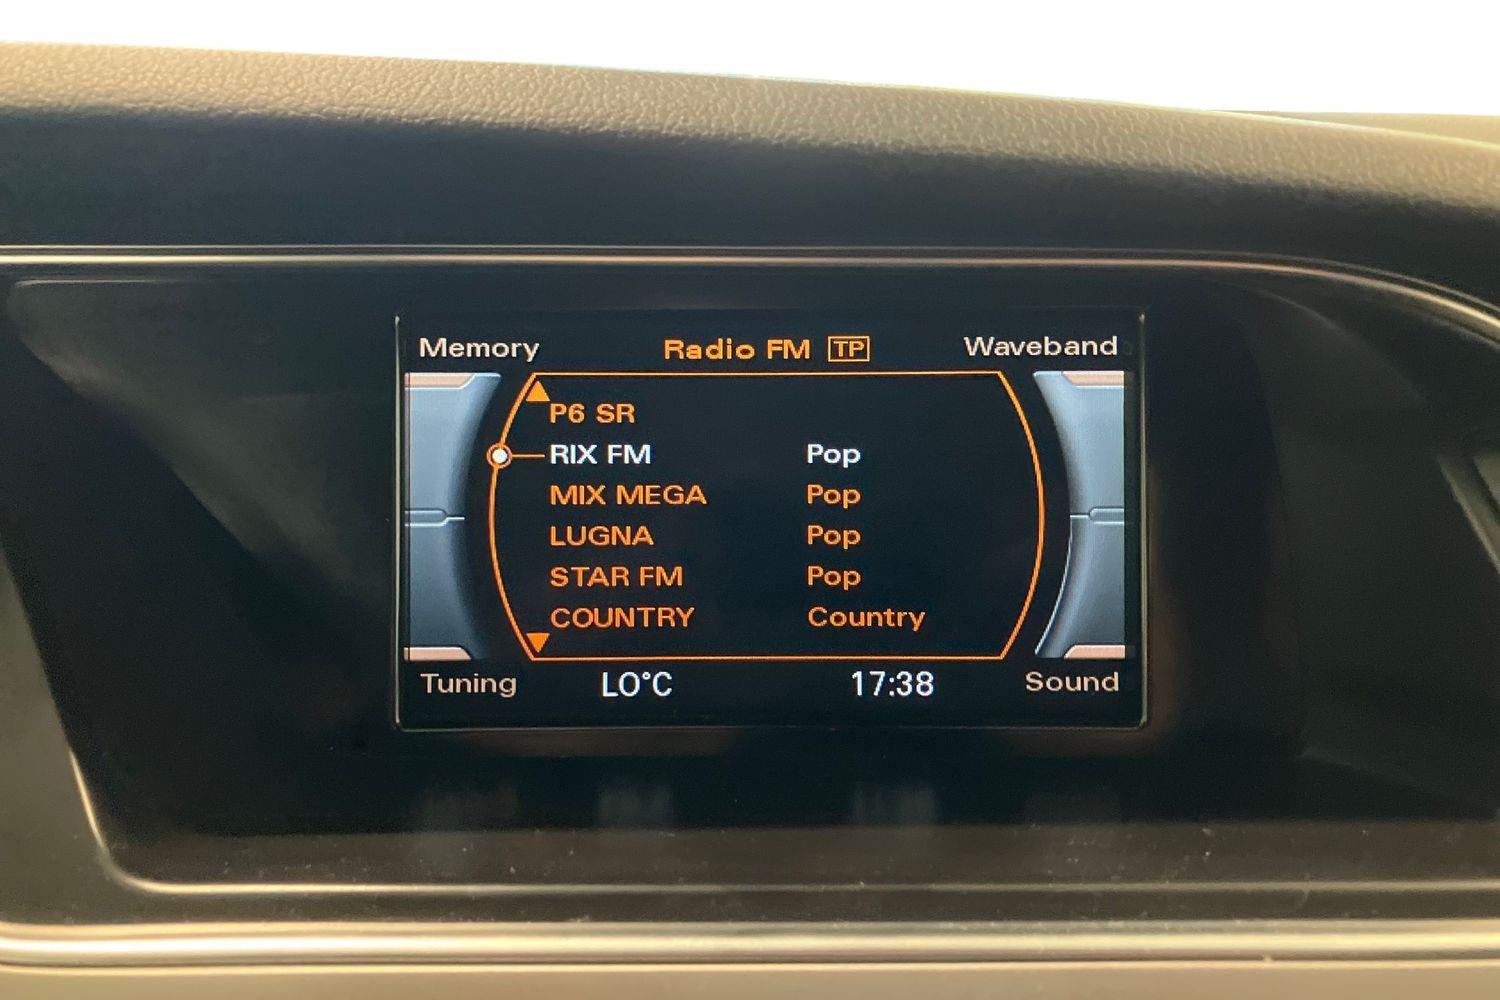 Memory Radio FM TP Waveband
P6 SR
RIX FM Pop
MIX MEGA Pop
LUGNA Pop
STAR FM Pop
COUNTRY Country
Tuning LO°C 17:38 Sound